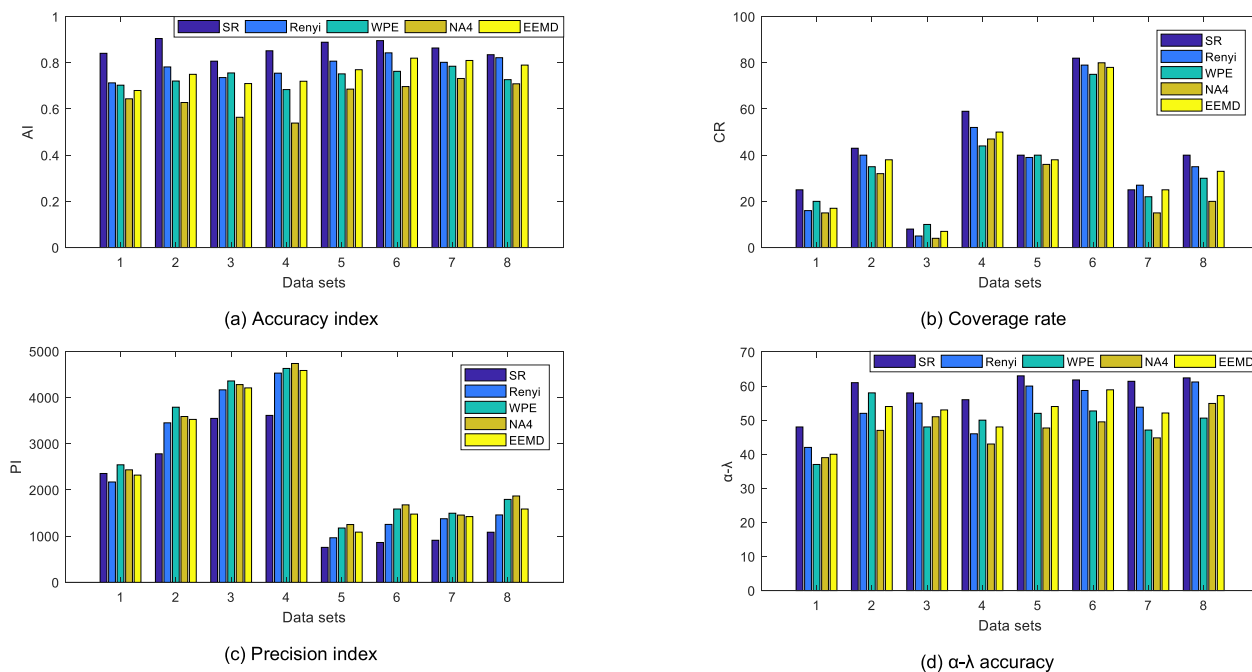 SR Renyi WPE NA4 EEMD
1
0.8
0.6
0.4
0.2
0
AI
1 2 3 4 5 6 7 8
Data sets
(a) Accuracy index
100
80
60
40
20
0
CR
SR
Renyi
WPE
NA4
EEMD
1 2 3 4 5 6 7 8
Data sets
(b) Coverage rate
5000
4000
3000
2000
1000
0
PI
SR
Renyi
WPE
NA4
EEMD
1 2 3 4 5 6 7 8
Data sets
(c) Precision index
SR Renyi WPE NA4 EEMD
70
60
50
40
30
20
10
0
α-λ
1 2 3 4 5 6 7 8
Data sets
(d) α-λ accuracy